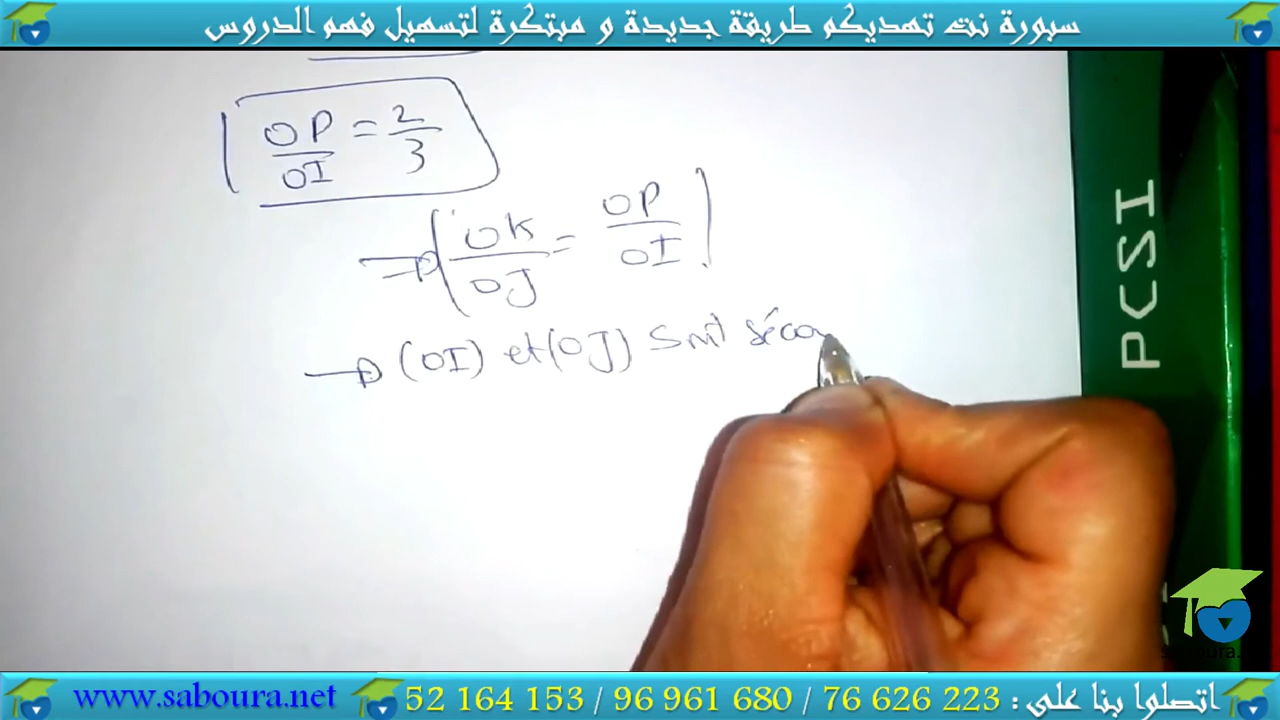 سبورة نت تهديكم طريقة جديدة و مبتكرة لتسهيل فهم الدروس
OP/OI = 2/3
OK/OJ = OP/OI
(OI) et (OJ) sont séca
PCSI
www.saboura.net 52 164 153 / 96 961 680 / 76 626 223 : اتصلوا بنا على